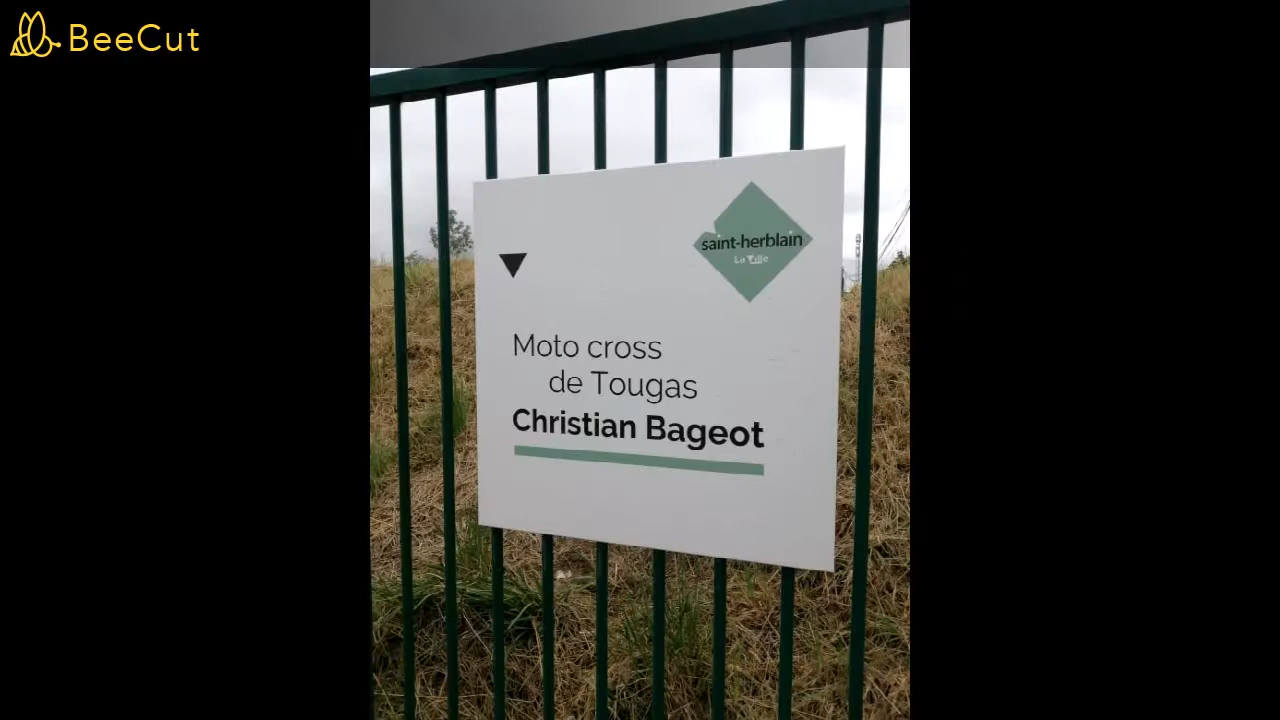 BeeCut
saint-herblain
La Ville
Moto cross
de Tougas
Christian Bageot